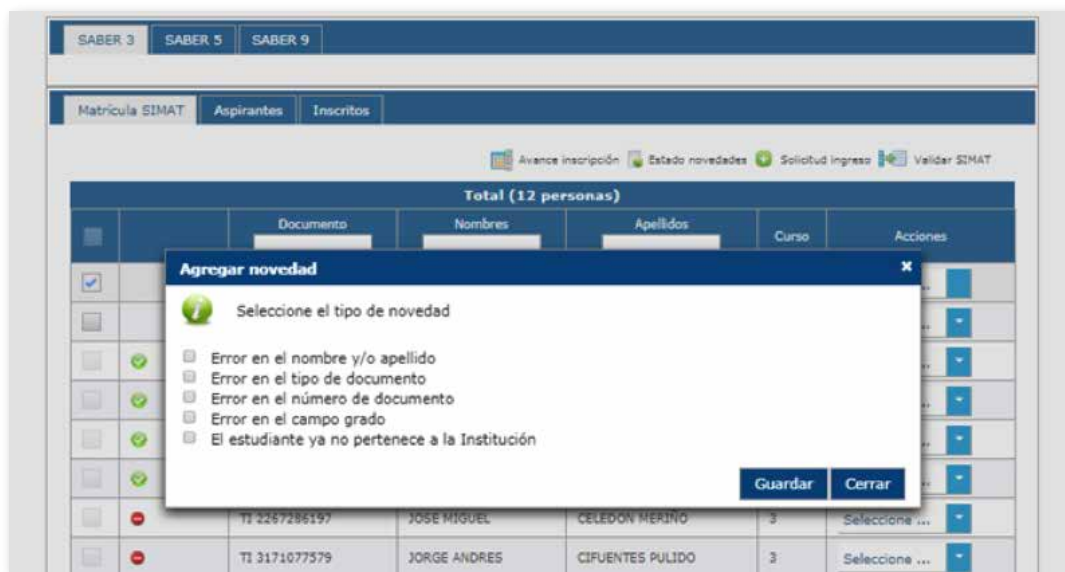 SABER 3 SABER 5 SABER 9
Matrícula SIMAT Aspirantes Inscritos
Avance inscripción Estado novedades Solicitud ingreso Validar SIMAT
Total (12 personas)
Documento Nombres Apellidos Curso Acciones
Agregar novedad
Seleccione el tipo de novedad
Error en el nombre y/o apellido
Error en el tipo de documento
Error en el número de documento
Error en el campo grado
El estudiante ya no pertenece a la Institución
Guardar Cerrar
TI 2267286197 JOSE MIGUEL CELEDON MERIÑO 3 Seleccione ...
TI 3171077579 JORGE ANDRES CIFUENTES PULIDO 3 Seleccione ...